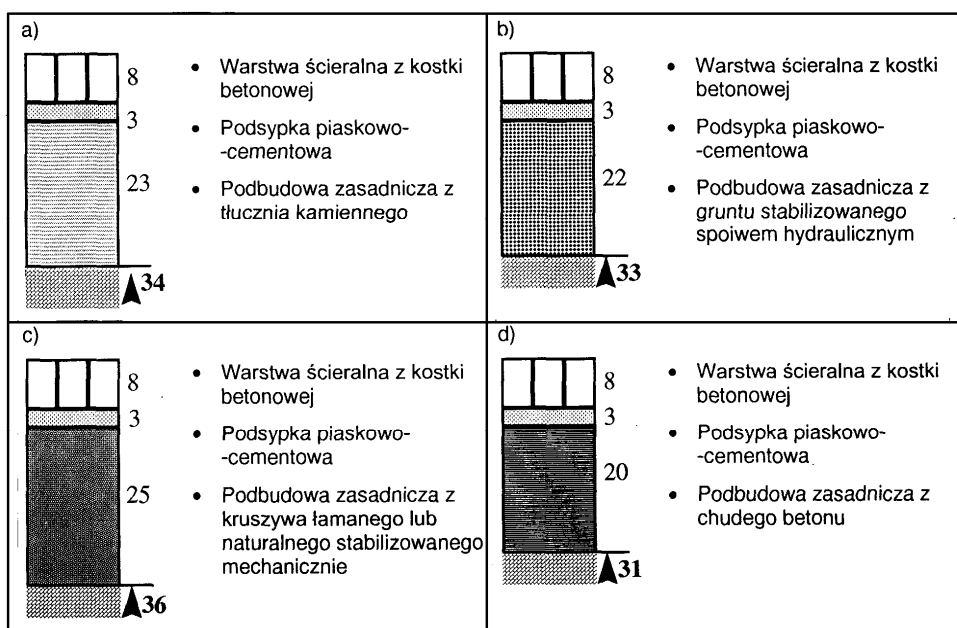 a)
8
3
23
34
• Warstwa ścieralna z kostki
betonowej
• Podsypka piaskowo-
-cementowa
• Podbudowa zasadnicza z
tłucznia kamiennego
b)
8
3
22
33
• Warstwa ścieralna z kostki
betonowej
• Podsypka piaskowo-
-cementowa
• Podbudowa zasadnicza z
gruntu stabilizowanego
spoiwem hydraulicznym
c)
8
3
25
36
• Warstwa ścieralna z kostki
betonowej
• Podsypka piaskowo-
-cementowa
• Podbudowa zasadnicza z
kruszywa łamanego lub
naturalnego stabilizowanego
mechanicznie
d)
8
3
20
31
• Warstwa ścieralna z kostki
betonowej
• Podsypka piaskowo-
-cementowa
• Podbudowa zasadnicza z
chudego betonu